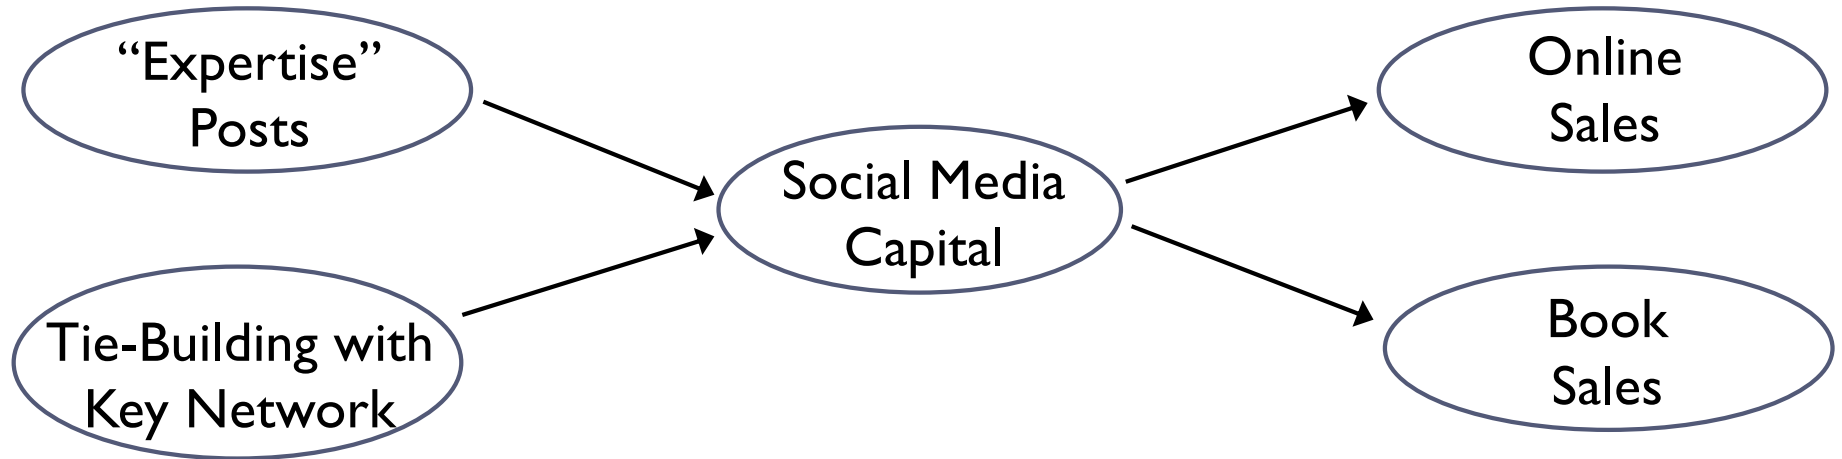 “Expertise”
Posts
Tie-Building with
Key Network
Social Media
Capital
Online
Sales
Book
Sales